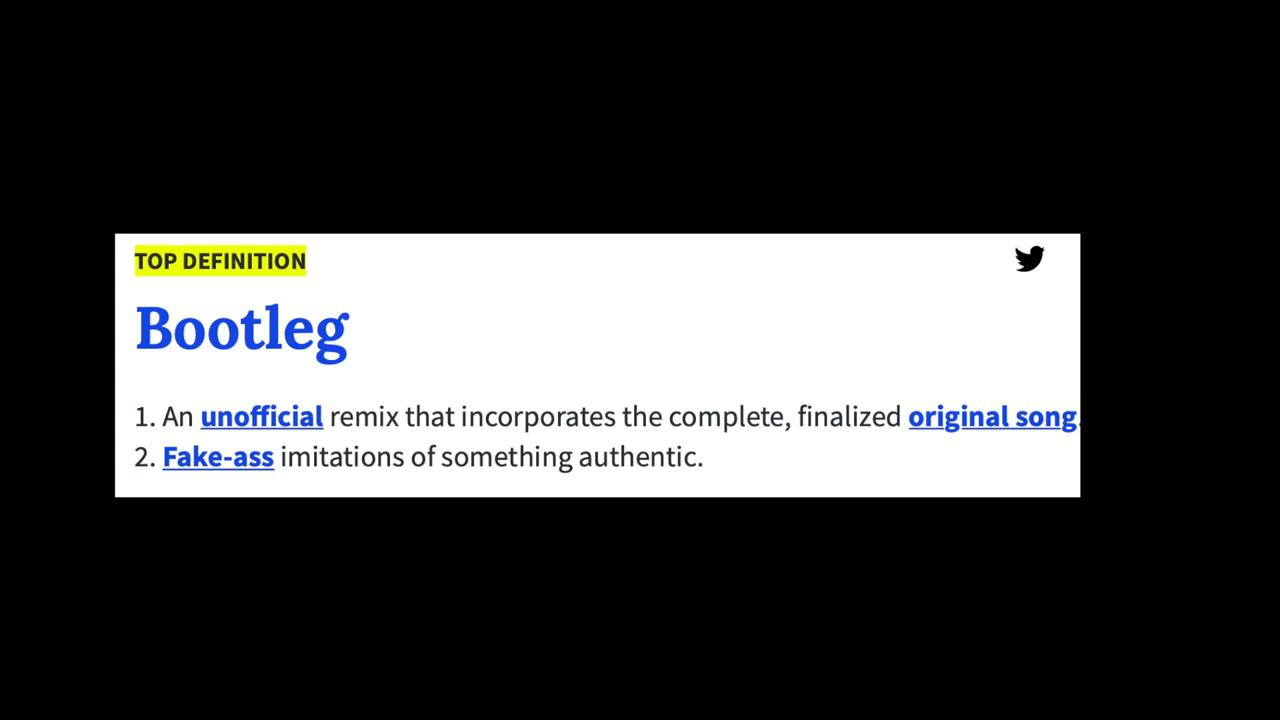 TOP DEFINITION
Bootleg
1. An unofficial remix that incorporates the complete, finalized original song.
2. Fake-ass imitations of something authentic.